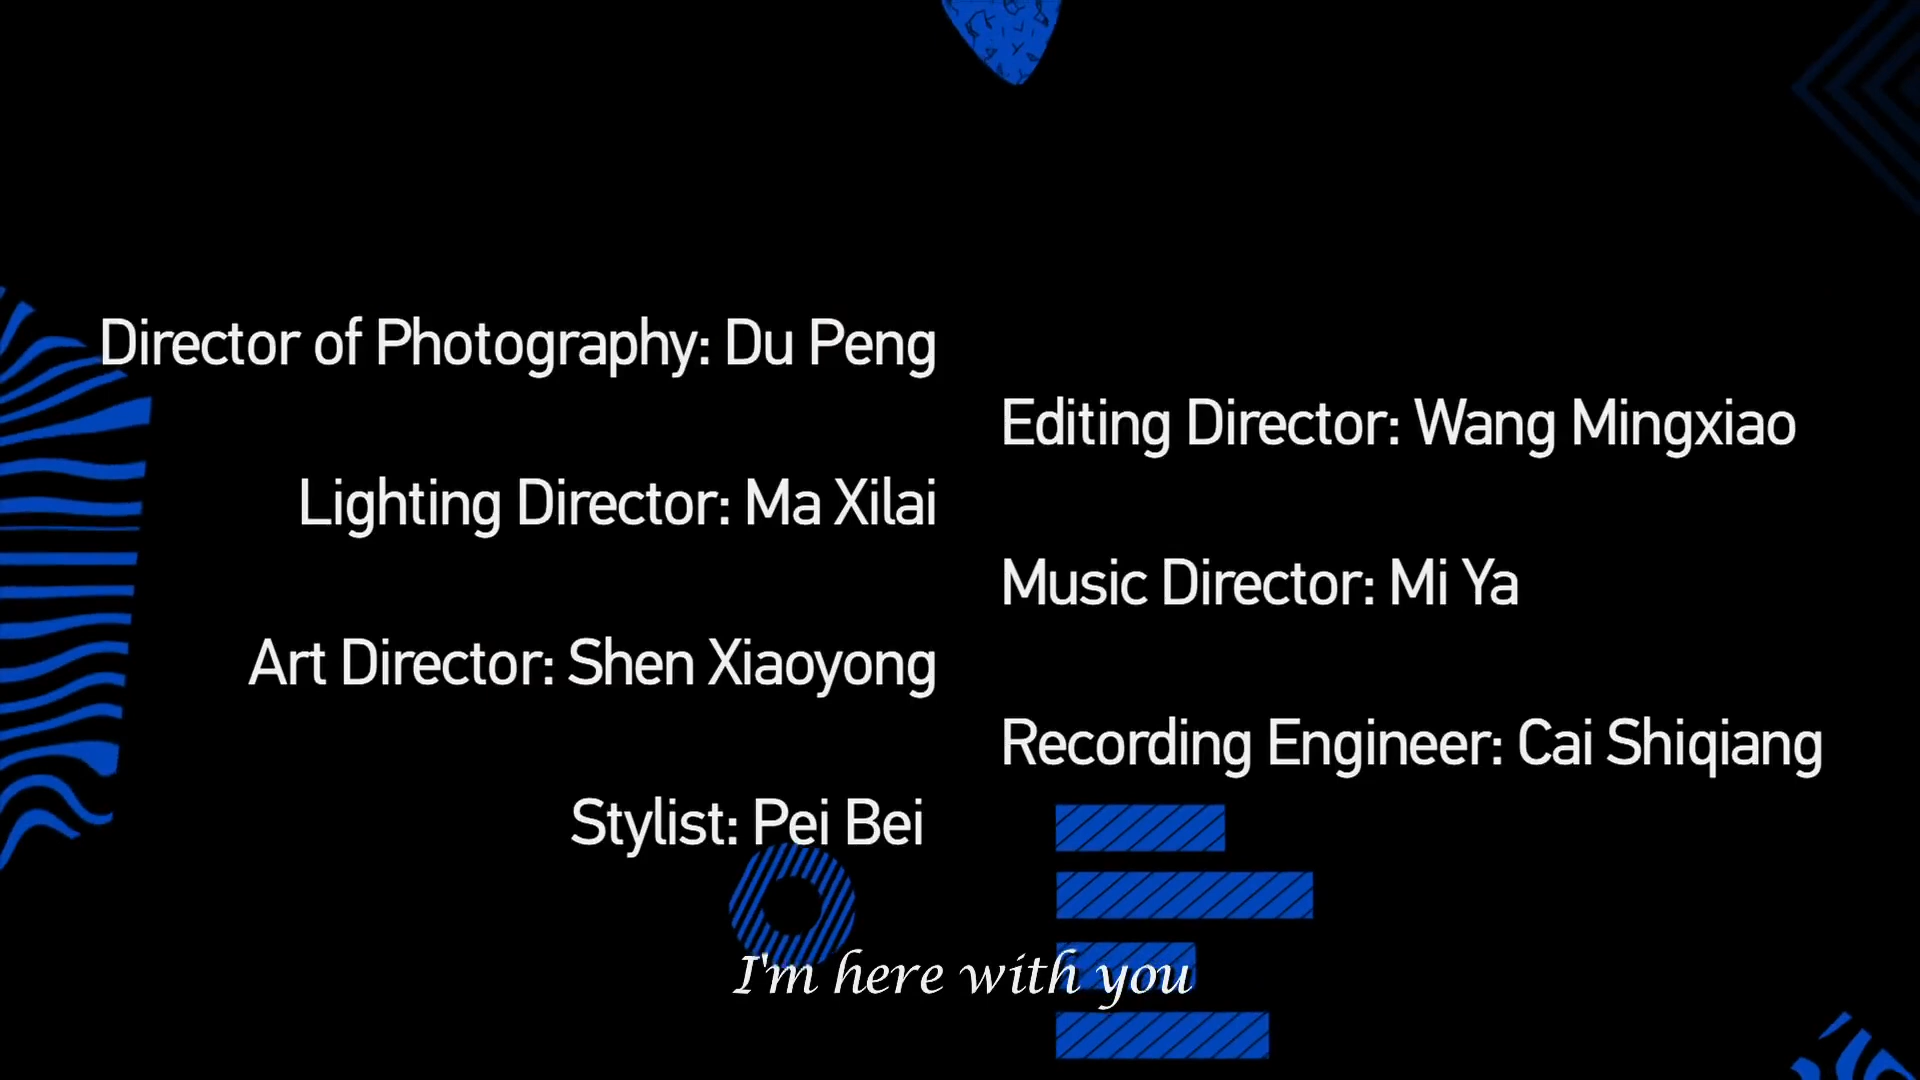 Director of Photography: Du Peng
Editing Director: Wang Mingxiao
Lighting Director: Ma Xilai
Music Director: Mi Ya
Art Director: Shen Xiaoyong
Recording Engineer: Cai Shiqiang
Stylist: Pei Bei
I'm here with you